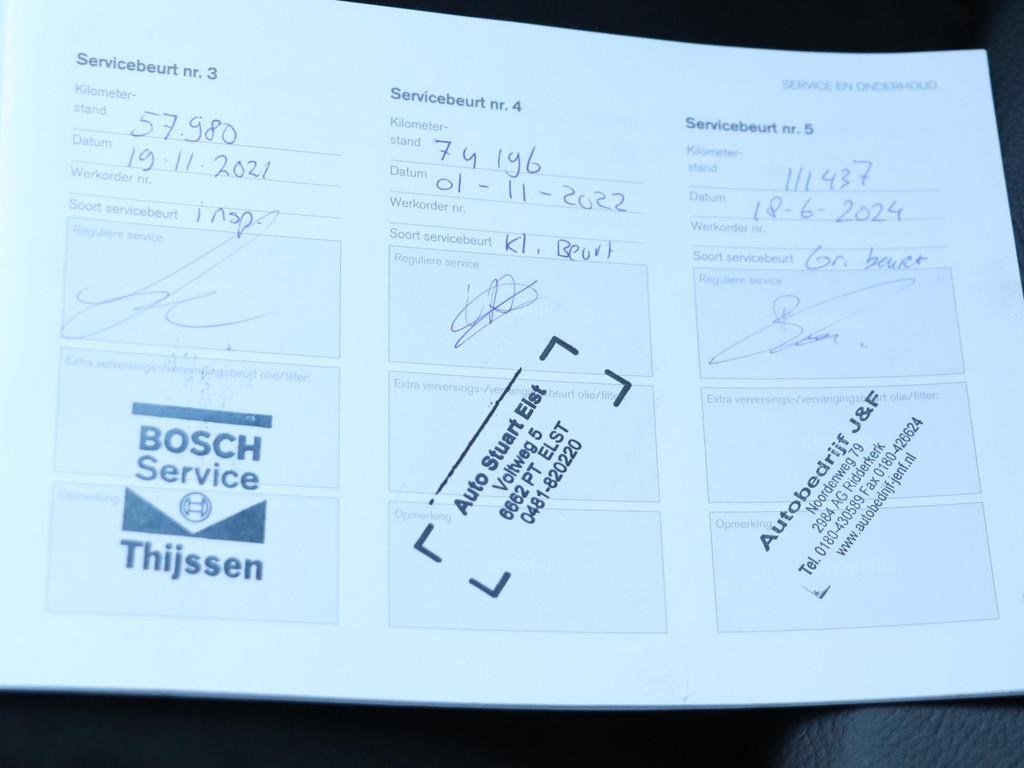 SERVICE EN ONDERHOUD
Servicebeurt nr. 3
Kilometer-
stand 57.980
Datum 19.11.2021
Werkorder nr.
Soort servicebeurt insp.
Reguliere service
Extra verversings-/vervangingsbeurt olie/filter:
Opmerking
BOSCH
Service
Thijssen
Servicebeurt nr. 4
Kilometer-
stand 74 196
Datum 01-11-2022
Werkorder nr.
Soort servicebeurt Kl. Beurt
Reguliere service
Extra verversings-/vervangingsbeurt olie/filter
Opmerking
Auto Stuart Elst
Voltweg 5
6662 PT ELST
0481-820220
Servicebeurt nr. 5
Kilometer-
stand 111437
Datum 18-6-2024
Werkorder nr.
Soort servicebeurt Gr. beurt
Reguliere service
Extra verversings-/vervangingsbeurt olie/filter:
Opmerking
Autobedrijf J&F
Noordenweg 79
2984 AG Ridderkerk
Tel. 0180-430589 Fax 0180-426624
www.autobedrijf-jenf.nl